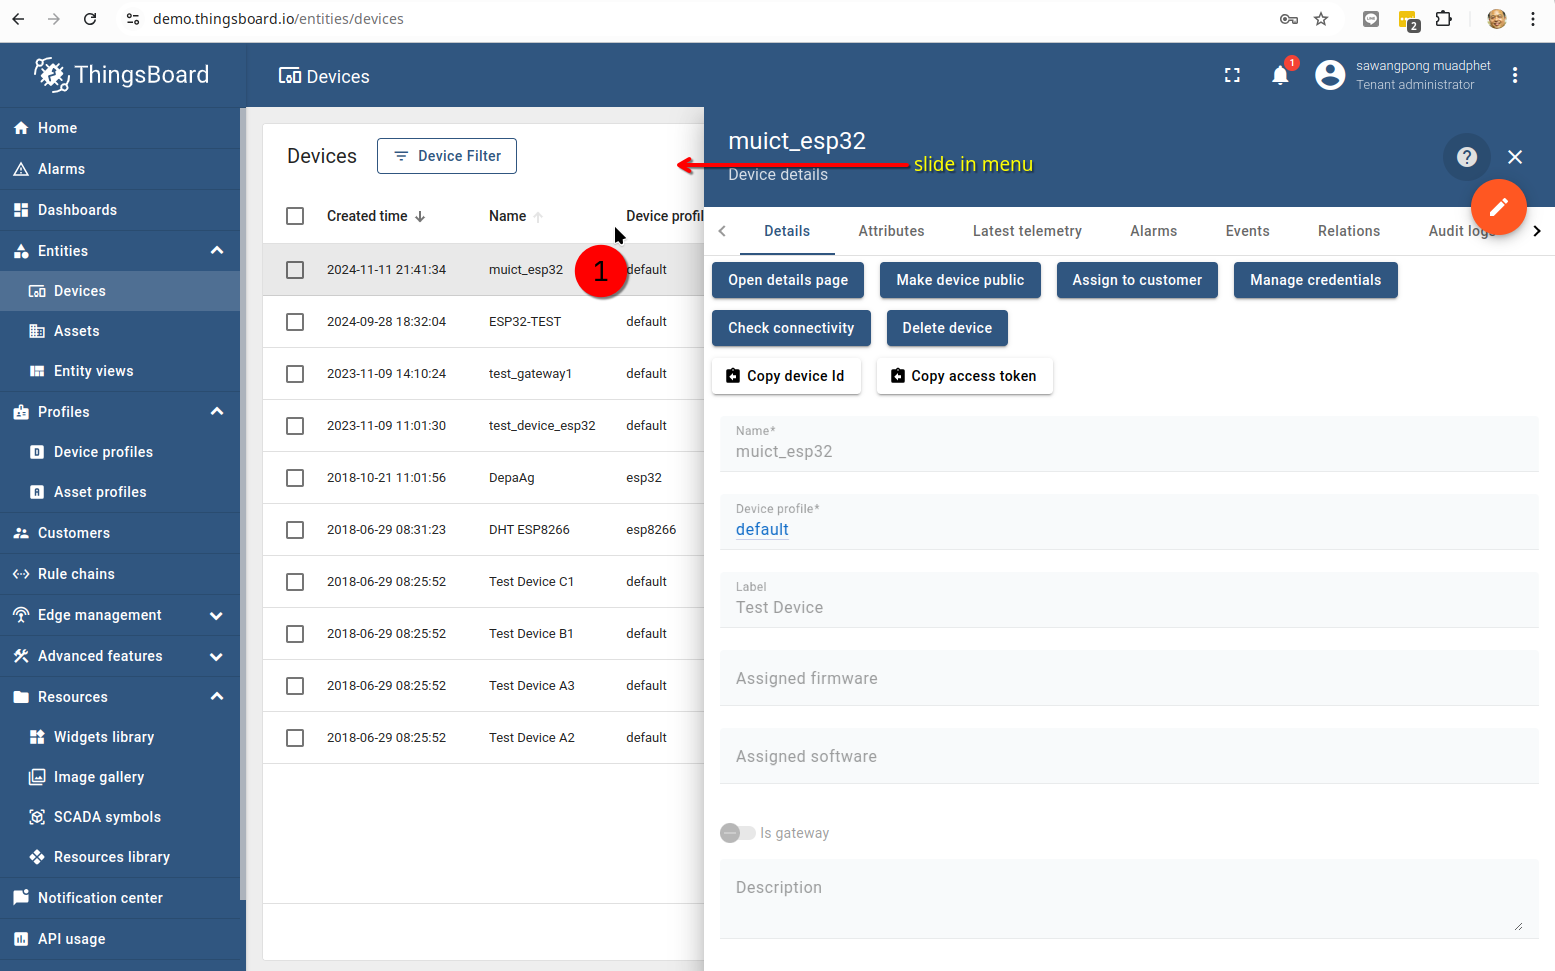 demo.thingsboard.io/entities/devices
2
ThingsBoard
Devices
1
sawangpong muadphet
Tenant administrator
Home
Alarms
Dashboards
Entities
Devices
Assets
Entity views
Profiles
Device profiles
Asset profiles
Customers
Rule chains
Edge management
Advanced features
Resources
Widgets library
Image gallery
SCADA symbols
Resources library
Notification center
API usage
Devices
Device Filter
Created time Name Device profil
2024-11-11 21:41:34 muict_esp32 1 default
2024-09-28 18:32:04 ESP32-TEST default
2023-11-09 14:10:24 test_gateway1 default
2023-11-09 11:01:30 test_device_esp32 default
2018-10-21 11:01:56 DepaAg esp32
2018-06-29 08:31:23 DHT ESP8266 esp8266
2018-06-29 08:25:52 Test Device C1 default
2018-06-29 08:25:52 Test Device B1 default
2018-06-29 08:25:52 Test Device A3 default
2018-06-29 08:25:52 Test Device A2 default
muict_esp32
slide in menu
Device details
Details Attributes Latest telemetry Alarms Events Relations Audit logs
Open details page Make device public Assign to customer Manage credentials
Check connectivity Delete device
Copy device Id Copy access token
Name*
muict_esp32
Device profile*
default
Label
Test Device
Assigned firmware
Assigned software
Is gateway
Description